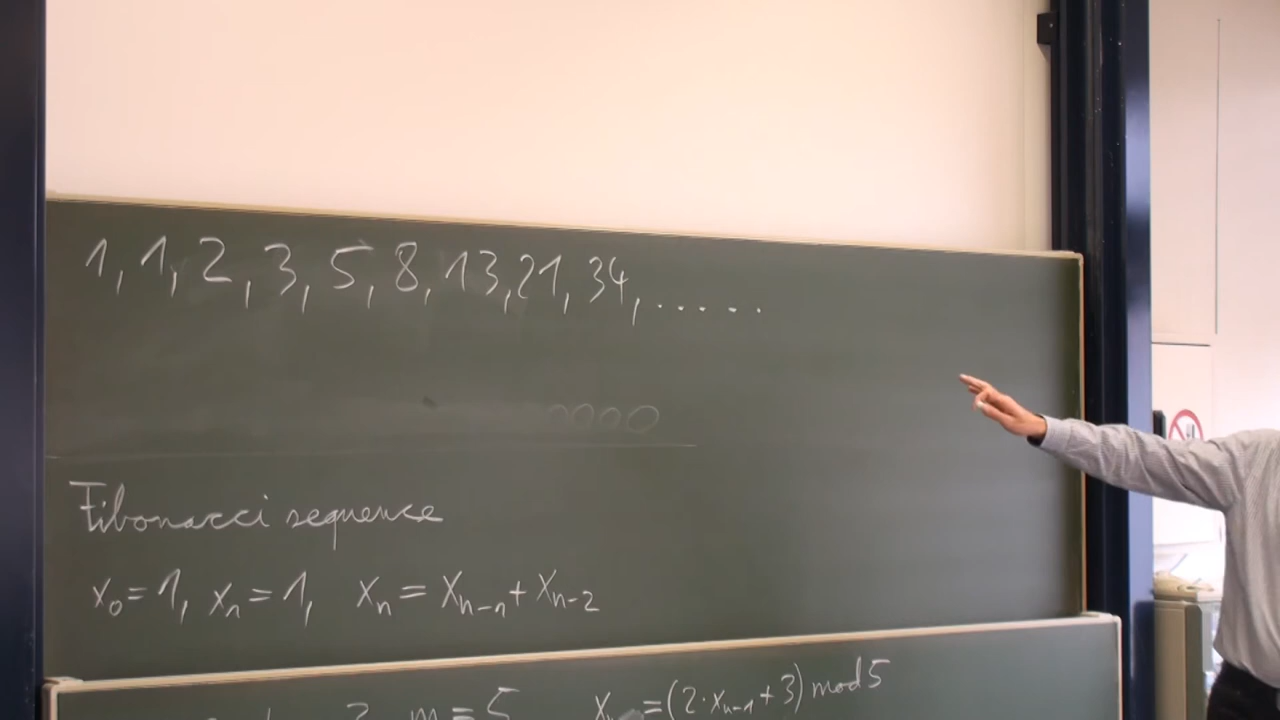 1, 1, 2, 3, 5, 8, 13, 21, 34, . . . . .
Fibonacci sequence
x₀ = 1, x₁ = 1, xₙ = xₙ₋₁ + xₙ₋₂
m = 5 xₙ = (2·xₙ₋₁ + 3) mod 5